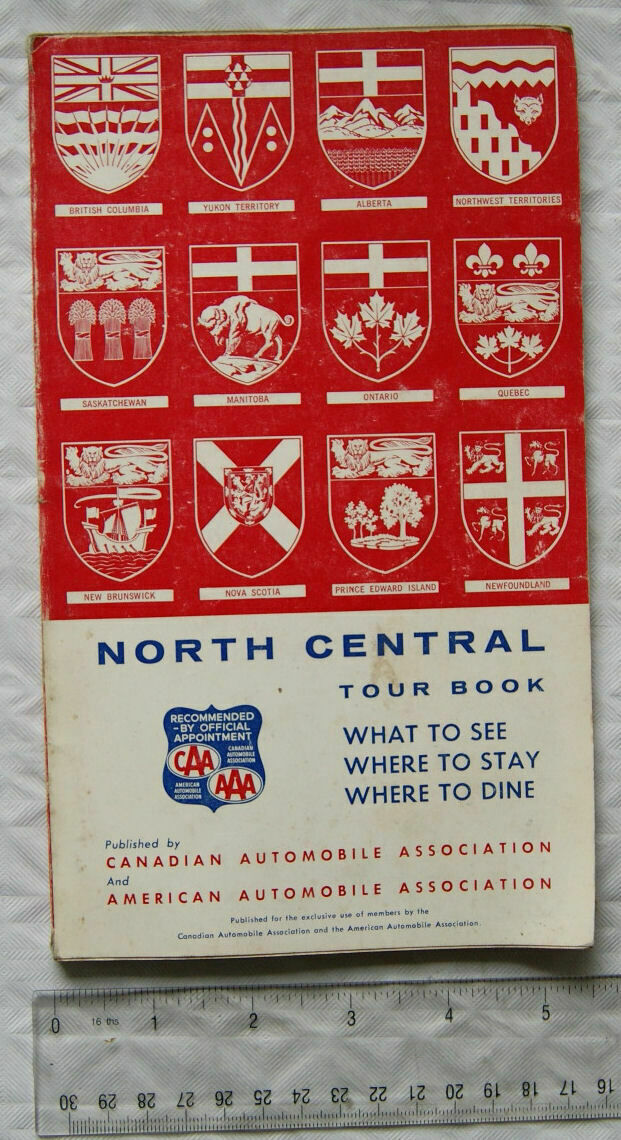 BRITISH COLUMBIA
YUKON TERRITORY
ALBERTA
NORTHWEST TERRITORIES
SASKATCHEWAN
MANITOBA
ONTARIO
QUEBEC
NEW BRUNSWICK
NOVA SCOTIA
PRINCE EDWARD ISLAND
NEWFOUNDLAND
NORTH CENTRAL
TOUR BOOK
RECOMMENDED
-BY OFFICIAL
APPOINTMENT
CAA
CANADIAN
AUTOMOBILE
ASSOCIATION
AMERICAN
AUTOMOBILE
ASSOCIATION
AAA
WHAT TO SEE
WHERE TO STAY
WHERE TO DINE
Published by
CANADIAN AUTOMOBILE ASSOCIATION
And
AMERICAN AUTOMOBILE ASSOCIATION
Published for the exclusive use of members by the
Canadian Automobile Association and the American Automobile Association.
0 16 ths 1 2 3 4 5
30 29 28 27 26 25 24 23 22 21 20 19 18 17 16